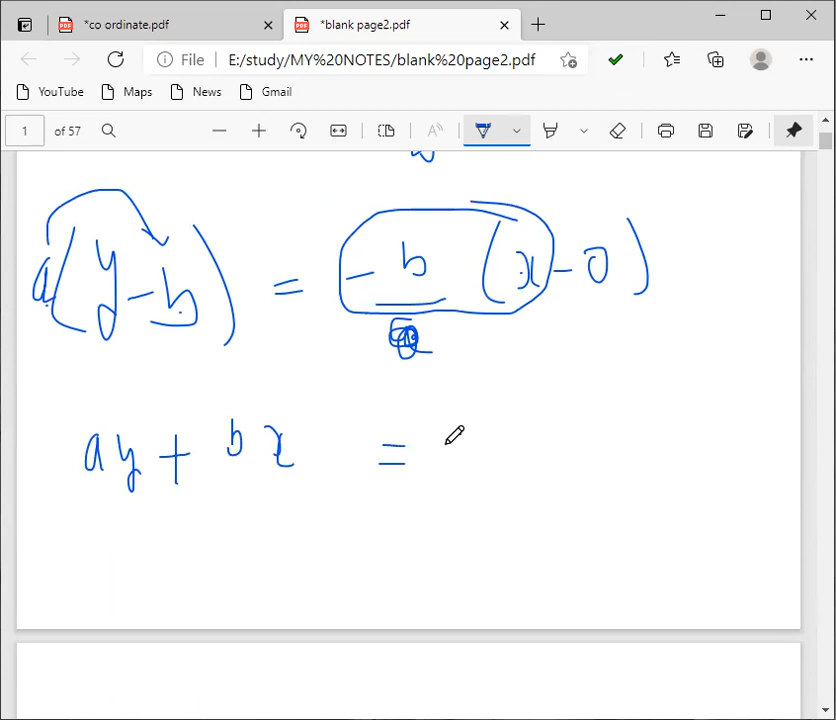 *co ordinate.pdf
*blank page2.pdf
File E:/study/MY%20NOTES/blank%20page2.pdf
YouTube Maps News Gmail
1 of 57
a(y - b) = - b (x - 0)
ay + bx =